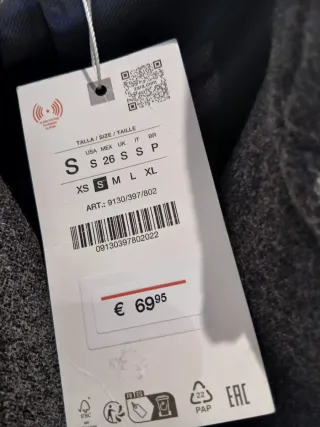 TALLA / SIZE / TAILLE
USA MEX UK IT BR
S S 26 S S P
XS S M L XL
ART.: 9130/397/802
09130397802022
€ 69.95
22
PAP
EAC